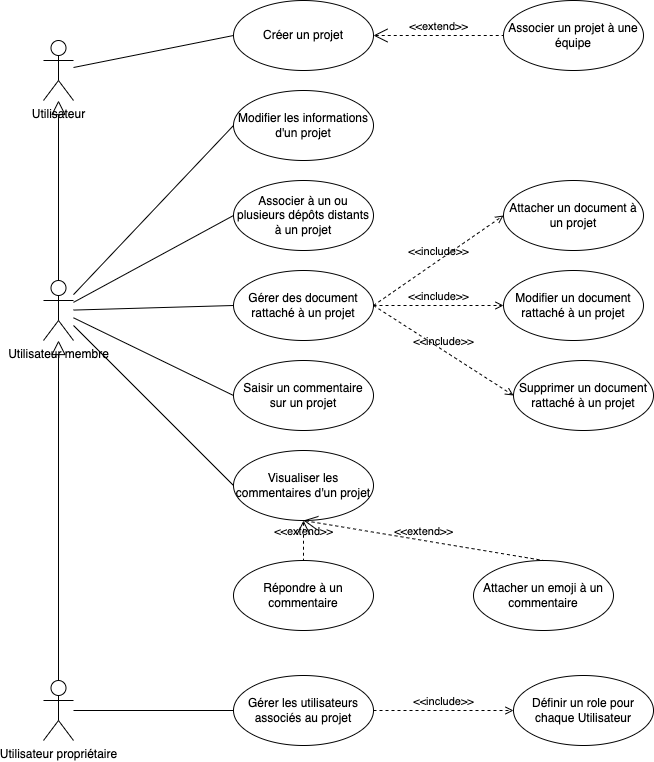 Créer un projet
<<extend>>
Associer un projet à une
équipe
Utilisateur
Modifier les informations
d'un projet
Associer à un ou
plusieurs dépôts distants
à un projet
Attacher un document à
un projet
<<include>>
Gérer des document
rattaché à un projet
<<include>>
Modifier un document
rattaché à un projet
<<include>>
Utilisateur membre
Saisir un commentaire
sur un projet
Supprimer un document
rattaché à un projet
Visualiser les
commentaires d'un projet
<<extend>>
<<extend>>
Répondre à un
commentaire
Attacher un emoji à un
commentaire
Gérer les utilisateurs
associés au projet
<<include>>
Définir un role pour
chaque Utilisateur
Utilisateur propriétaire